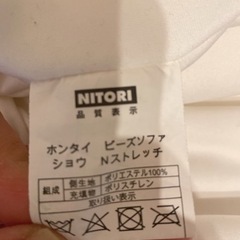 NITORI
品質表示
ホンタイ ビーズソファ
ショウ Nストレッチ
組成 側生地 ポリエステル100%
充填物 ポリスチレン
取り扱い表示